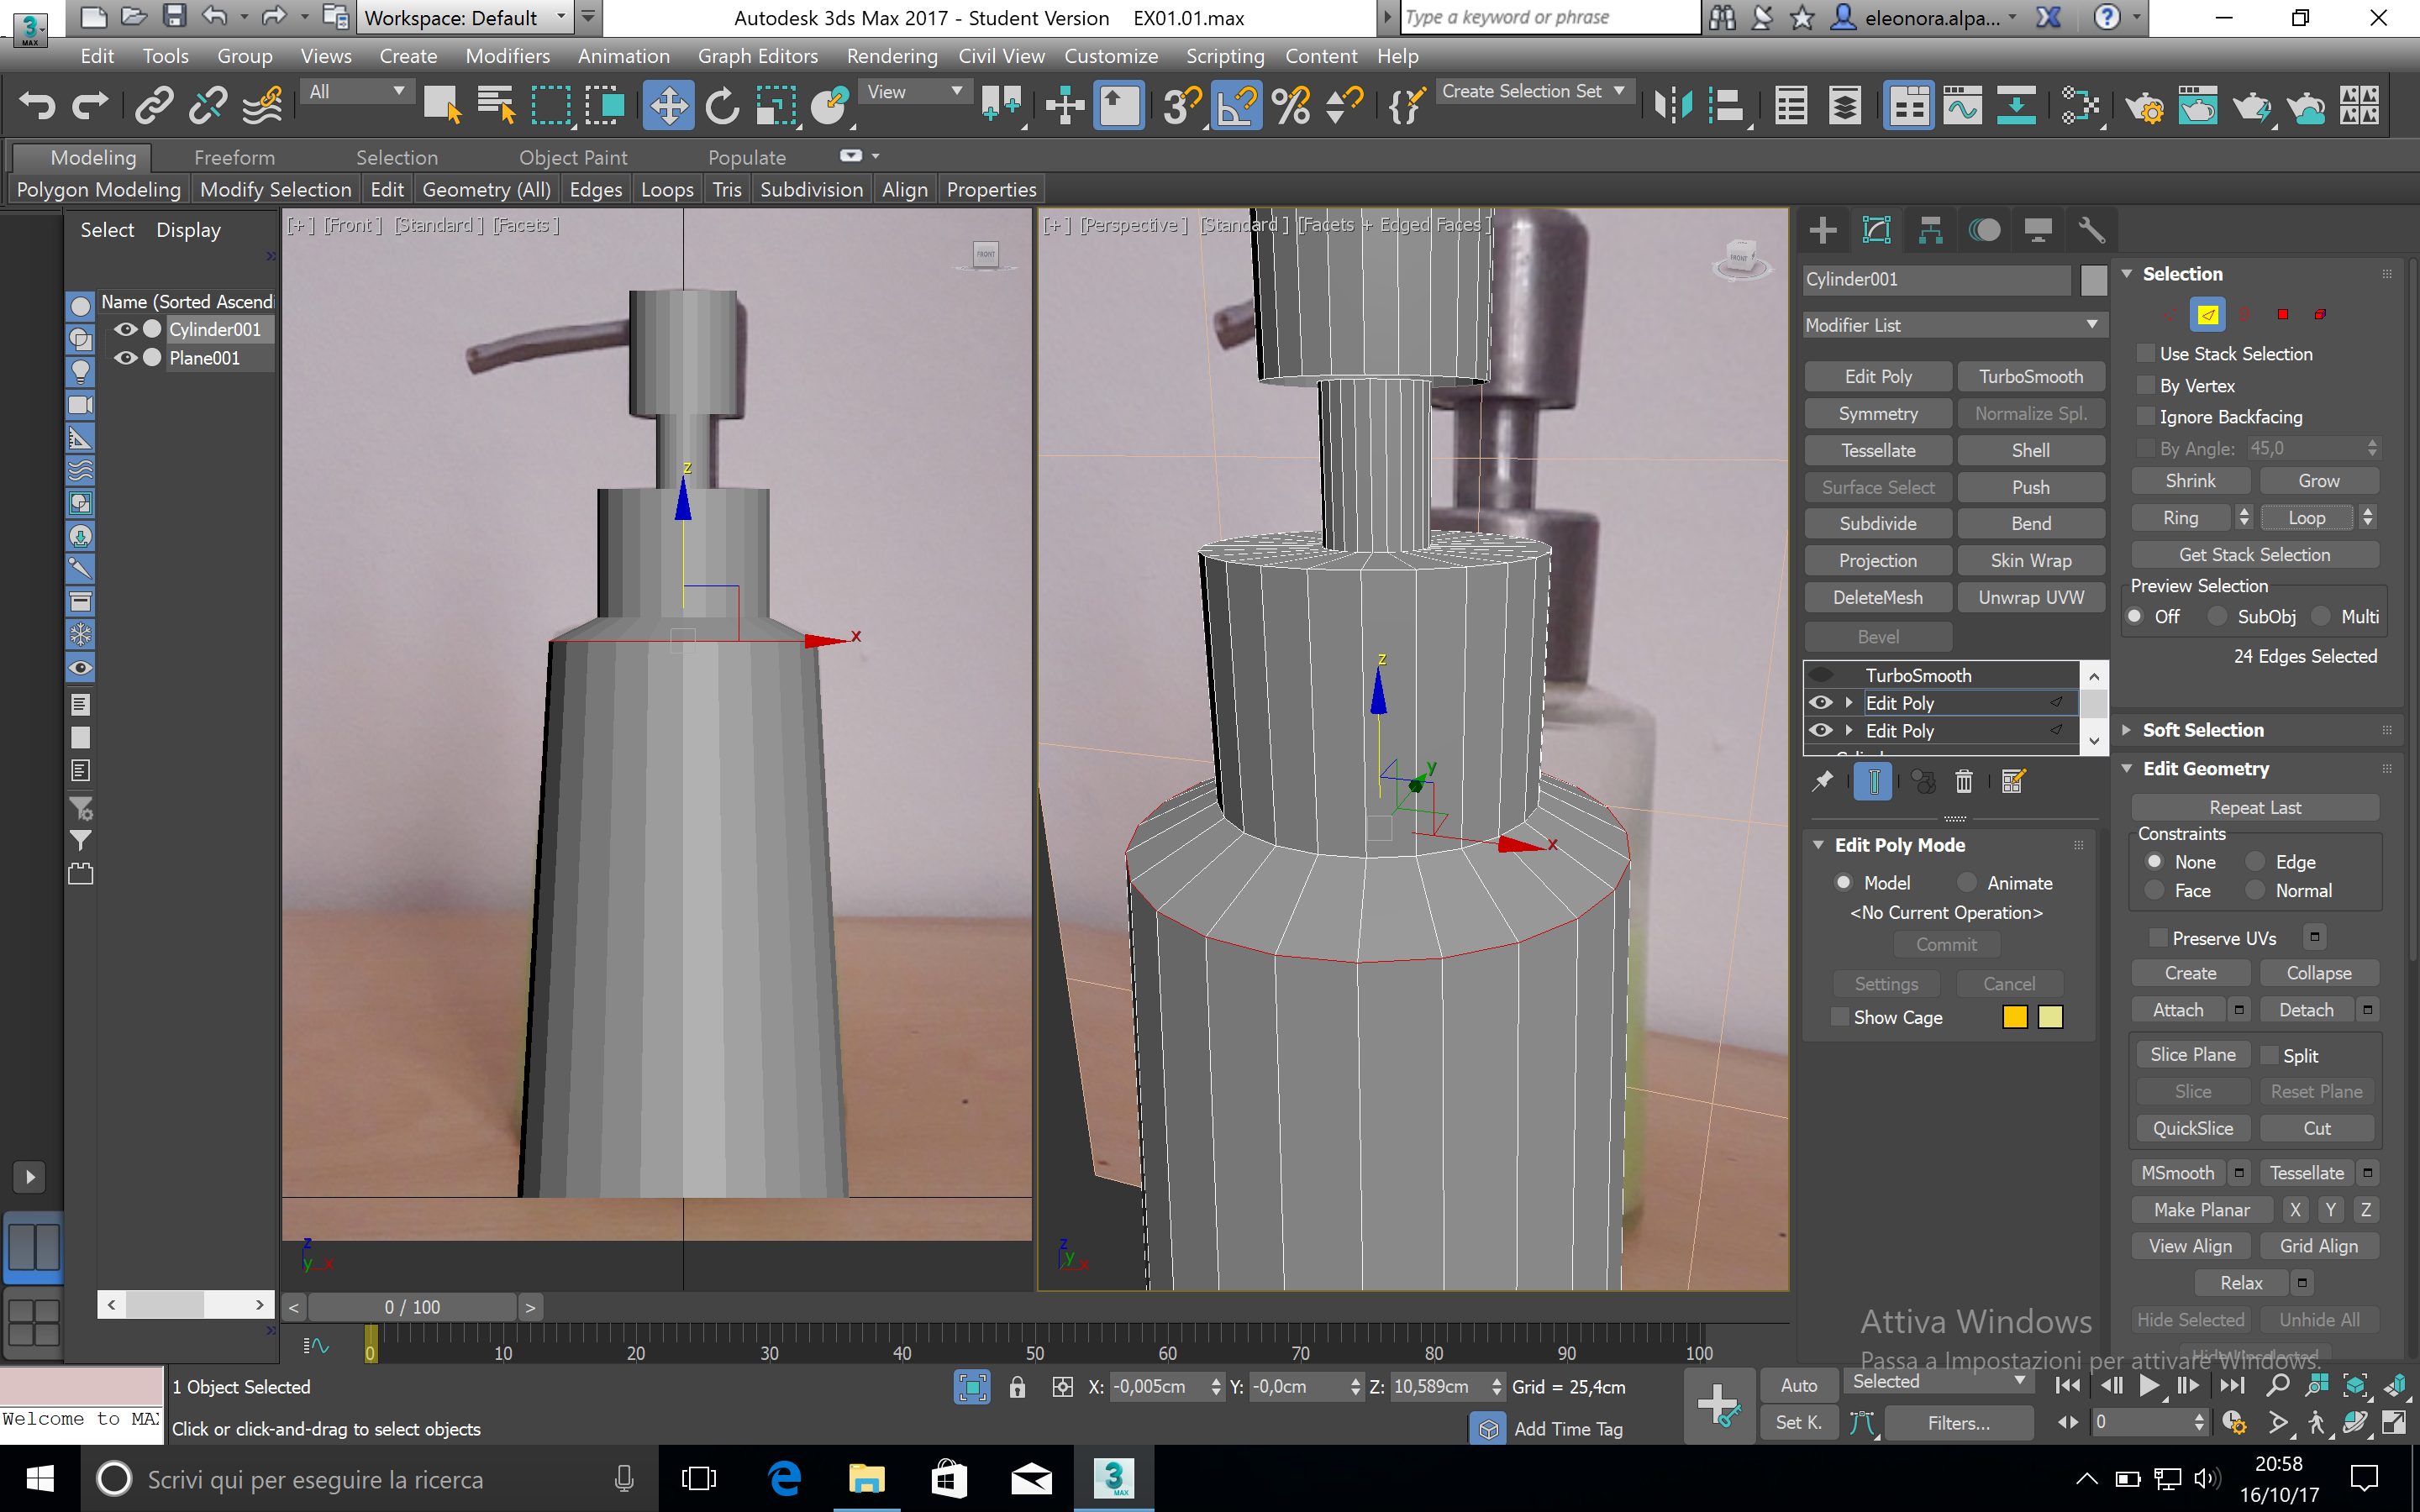 Workspace: Default
Autodesk 3ds Max 2017 - Student Version EX01.01.max
Type a keyword or phrase
eleonora.alpa...
3
MAX
Edit Tools Group Views Create Modifiers Animation Graph Editors Rendering Civil View Customize Scripting Content Help
All
View
Create Selection Set
Modeling Freeform Selection Object Paint Populate
Polygon Modeling Modify Selection Edit Geometry (All) Edges Loops Tris Subdivision Align Properties
Select Display
Name (Sorted Ascendi
Cylinder001
Plane001
[+] [Front] [Standard] [Facets]
FRONT
z
x
z
y
x
[+] [Perspective] [Standard] [Facets + Edged Faces]
FRONT
z
y
x
z
y
x
Cylinder001
Modifier List
Edit Poly TurboSmooth
Symmetry Normalize Spl.
Tessellate Shell
Surface Select Push
Subdivide Bend
Projection Skin Wrap
DeleteMesh Unwrap UVW
Bevel
TurboSmooth
Edit Poly
Edit Poly
Edit Poly Mode
Model Animate
<No Current Operation>
Commit
Settings Cancel
Show Cage
Selection
Use Stack Selection
By Vertex
Ignore Backfacing
By Angle: 45,0
Shrink Grow
Ring Loop
Get Stack Selection
Preview Selection
Off SubObj Multi
24 Edges Selected
Soft Selection
Edit Geometry
Repeat Last
Constraints
None Edge
Face Normal
Preserve UVs
Create Collapse
Attach Detach
Slice Plane Split
Slice Reset Plane
QuickSlice Cut
MSmooth Tessellate
Make Planar X Y Z
View Align Grid Align
Relax
Hide Selected Unhide All
Hide Unselected
Attiva Windows
Passa a Impostazioni per attivare Windows.
< 0 / 100 >
0 10 20 30 40 50 60 70 80 90 100
1 Object Selected
X: -0,005cm Y: -0,0cm Z: 10,589cm Grid = 25,4cm
Auto Selected
Welcome to MAX
Click or click-and-drag to select objects
Add Time Tag
Set K. Filters... 0
Scrivi qui per eseguire la ricerca
3
MAX
20:58
16/10/17